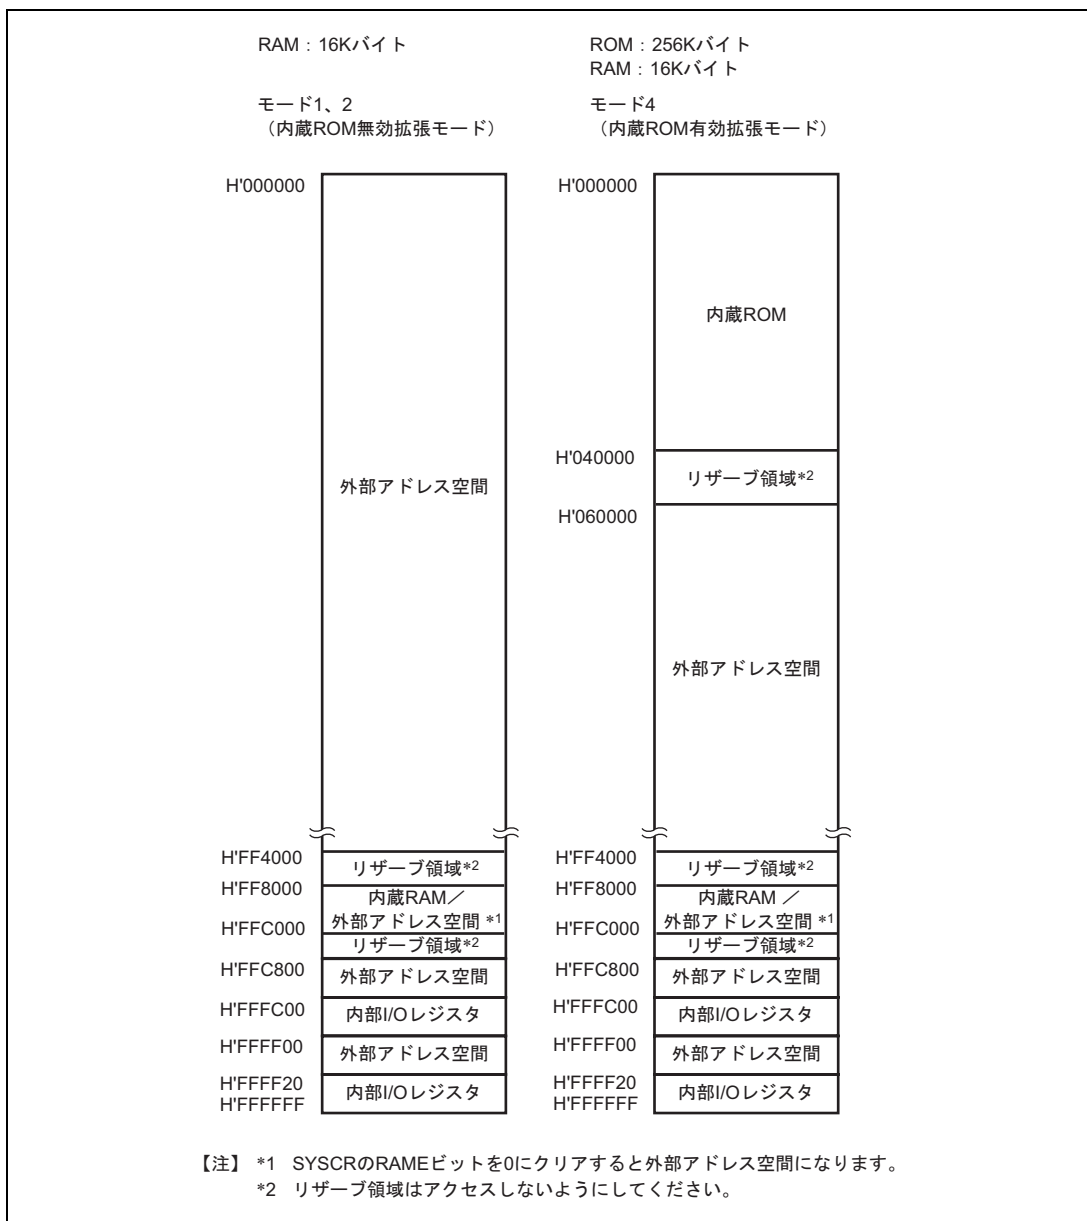 RAM：16Kバイト
モード1、2
（内蔵ROM無効拡張モード）
H'000000
外部アドレス空間
H'FF4000
リザーブ領域*2
H'FF8000
内蔵RAM／
外部アドレス空間 *1
H'FFC000
リザーブ領域*2
H'FFC800
外部アドレス空間
H'FFFC00
内部I/Oレジスタ
H'FFFF00
外部アドレス空間
H'FFFF20
内部I/Oレジスタ
H'FFFFFF
ROM：256Kバイト
RAM：16Kバイト
モード4
（内蔵ROM有効拡張モード）
H'000000
内蔵ROM
H'040000
リザーブ領域*2
H'060000
外部アドレス空間
H'FF4000
リザーブ領域*2
H'FF8000
内蔵RAM ／
外部アドレス空間 *1
H'FFC000
リザーブ領域*2
H'FFC800
外部アドレス空間
H'FFFC00
内部I/Oレジスタ
H'FFFF00
外部アドレス空間
H'FFFF20
内部I/Oレジスタ
H'FFFFFF
【注】 *1 SYSCRのRAMEビットを0にクリアすると外部アドレス空間になります。
*2 リザーブ領域はアクセスしないようにしてください。